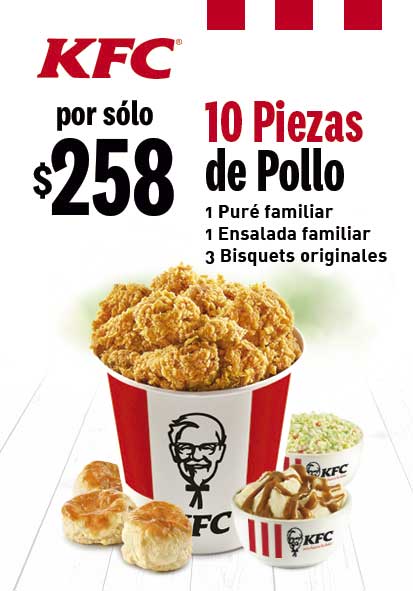 KFC®
por sólo
$258
10 Piezas
de Pollo
1 Puré familiar
1 Ensalada familiar
3 Bisquets originales
KFC
KFC
KFC